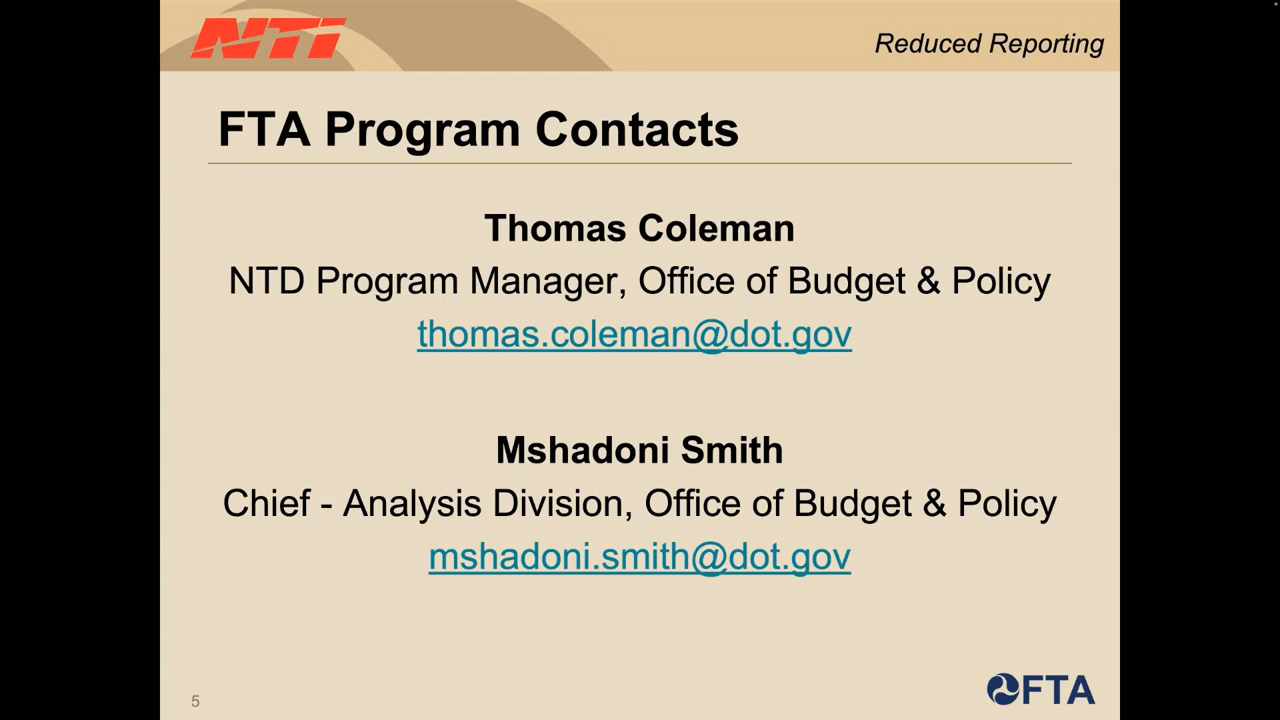 NTI
Reduced Reporting
FTA Program Contacts
Thomas Coleman
NTD Program Manager, Office of Budget & Policy
thomas.coleman@dot.gov
Mshadoni Smith
Chief - Analysis Division, Office of Budget & Policy
mshadoni.smith@dot.gov
5
FTA